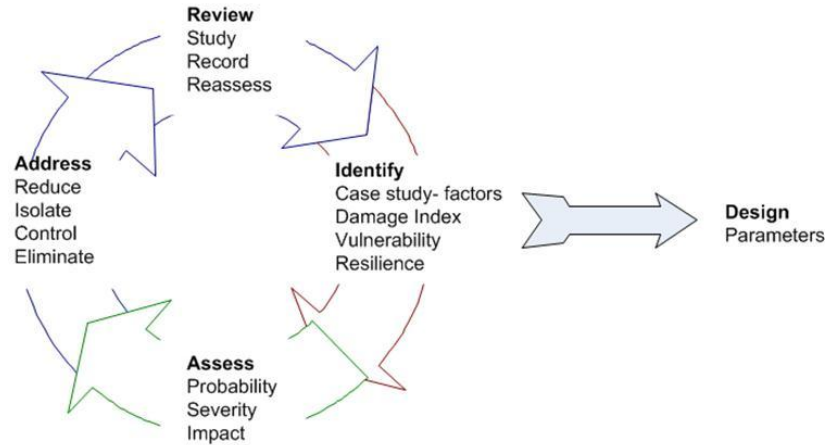 Review
Study
Record
Reassess
Address
Reduce
Isolate
Control
Eliminate
Identify
Case study- factors
Damage Index
Vulnerability
Resilience
Design
Parameters
Assess
Probability
Severity
Impact